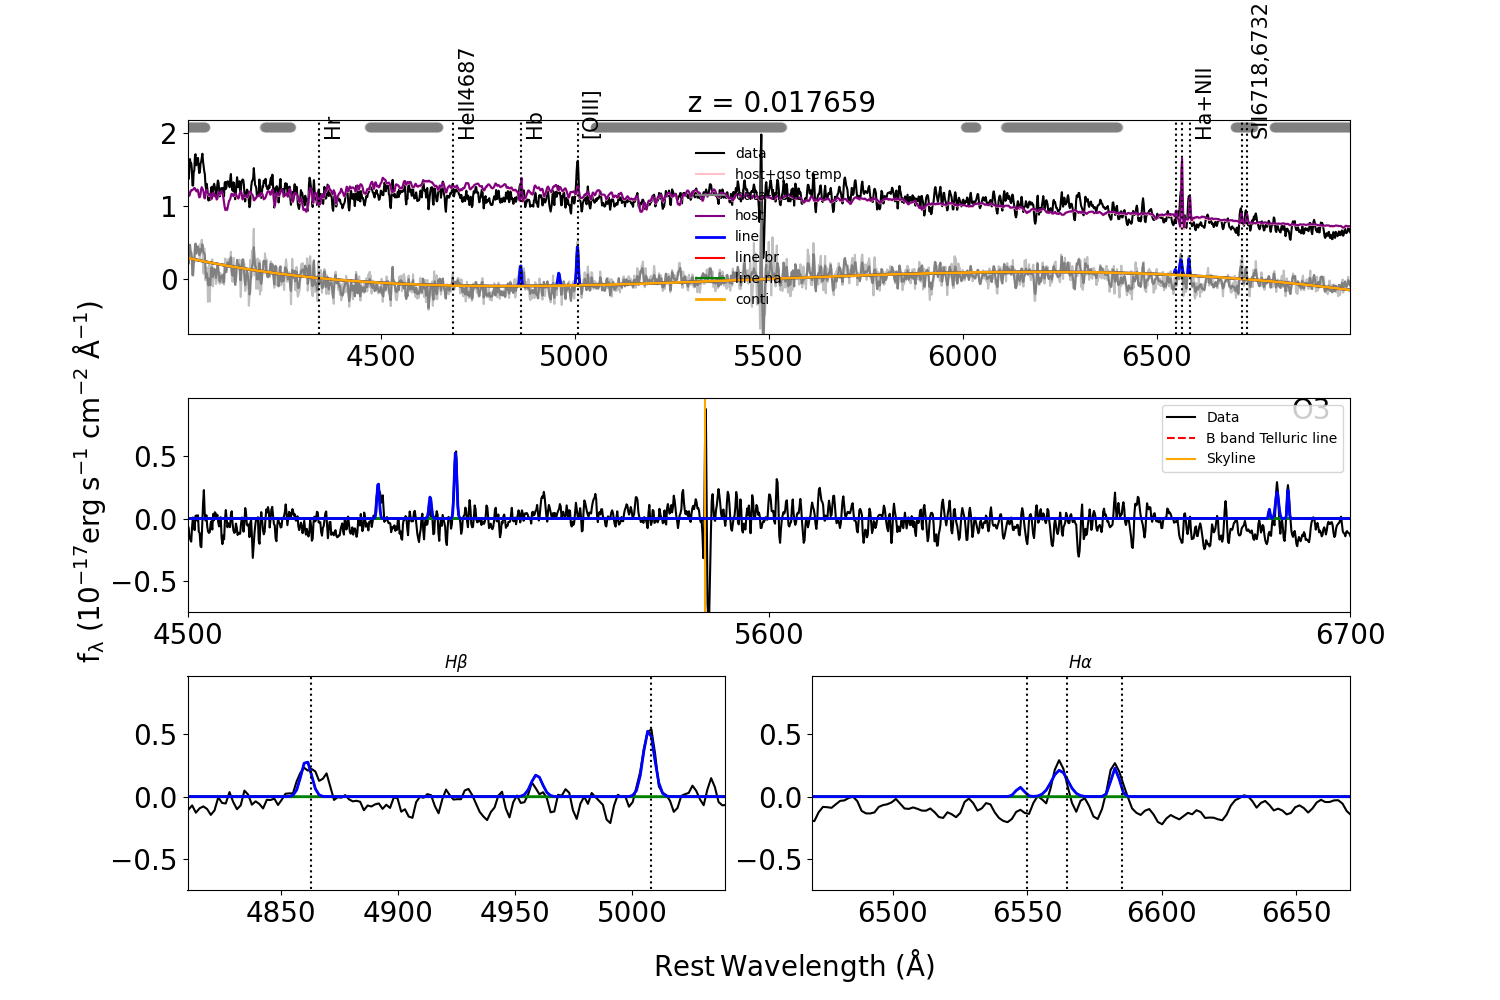 z = 0.017659
Hr
HeII4687
Hb
[OIII]
Ha+NII
SII6718,6732
data
host+qso temp
host
line
line br
line na
conti
2
1
0
4500
5000
5500
6000
6500
fλ (10⁻¹⁷erg s⁻¹ cm⁻² Å⁻¹)
O3
Data
B band Telluric line
Skyline
0.5
0.0
−0.5
4500
5600
6700
Hβ
0.5
0.0
−0.5
4850
4900
4950
5000
Hα
0.5
0.0
−0.5
6500
6550
6600
6650
Rest Wavelength (Å)